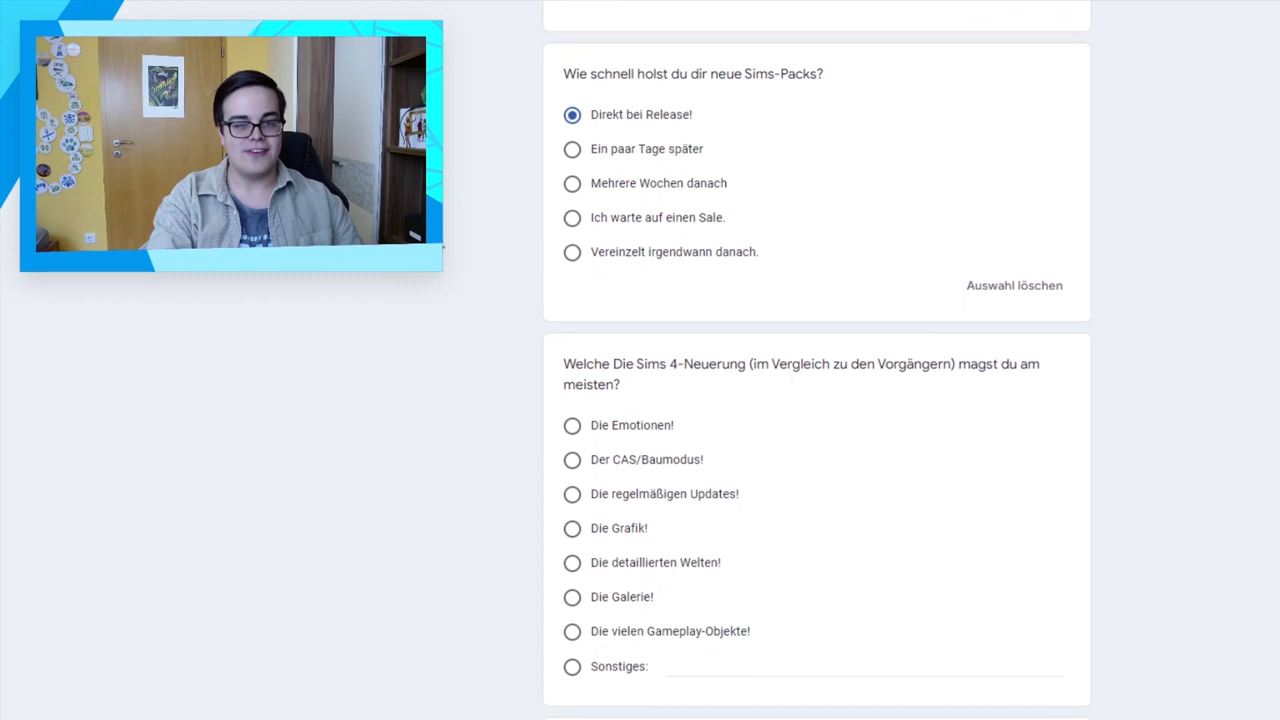 Wie schnell holst du dir neue Sims-Packs?
Direkt bei Release!
Ein paar Tage später
Mehrere Wochen danach
Ich warte auf einen Sale.
Vereinzelt irgendwann danach.
Auswahl löschen
Welche Die Sims 4-Neuerung (im Vergleich zu den Vorgängern) magst du am
meisten?
Die Emotionen!
Der CAS/Baumodus!
Die regelmäßigen Updates!
Die Grafik!
Die detaillierten Welten!
Die Galerie!
Die vielen Gameplay-Objekte!
Sonstiges: